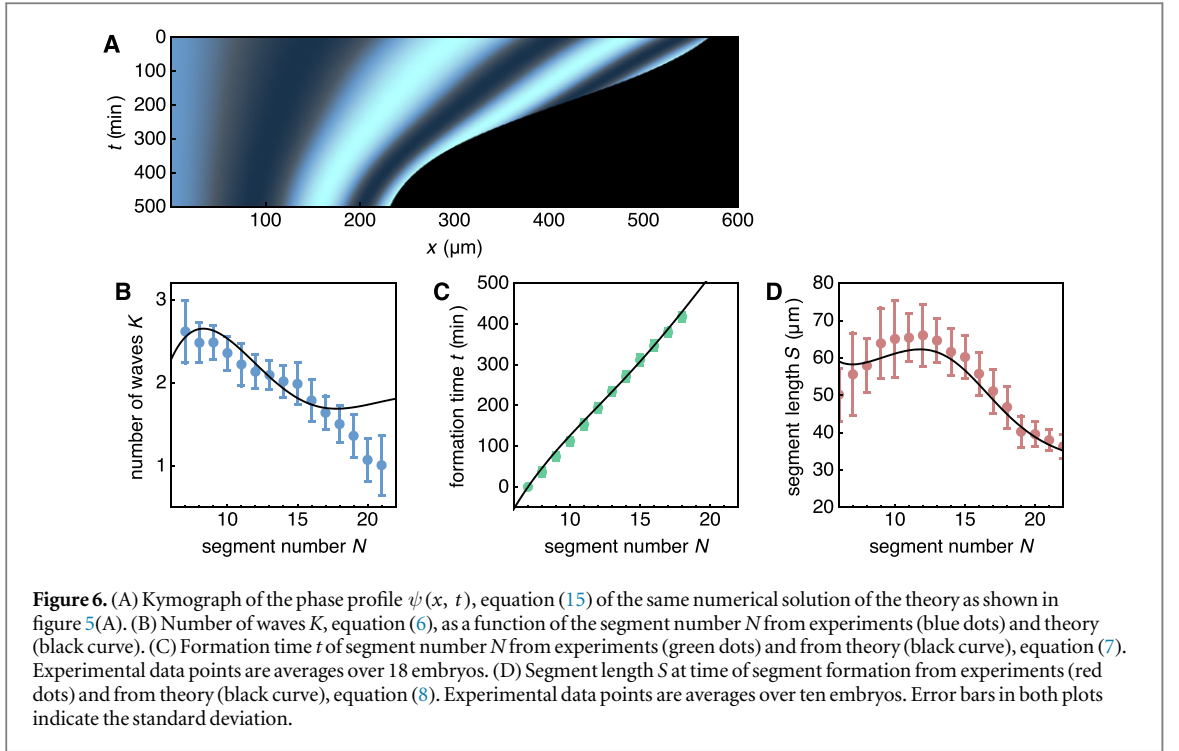 A
0
100
200
300
400
500
t (min)
100 200 300 400 500 600
x (µm)
B
3
2
1
number of waves K
10 15 20
segment number N
C
500
400
300
200
100
0
formation time t (min)
10 15 20
segment number N
D
80
70
60
50
40
30
20
segment length S (µm)
10 15 20
segment number N
Figure 6. (A) Kymograph of the phase profile ψ(x, t), equation (15) of the same numerical solution of the theory as shown in
figure 5(A). (B) Number of waves K, equation (6), as a function of the segment number N from experiments (blue dots) and theory
(black curve). (C) Formation time t of segment number N from experiments (green dots) and from theory (black curve), equation (7).
Experimental data points are averages over 18 embryos. (D) Segment length S at time of segment formation from experiments (red
dots) and from theory (black curve), equation (8). Experimental data points are averages over ten embryos. Error bars in both plots
indicate the standard deviation.